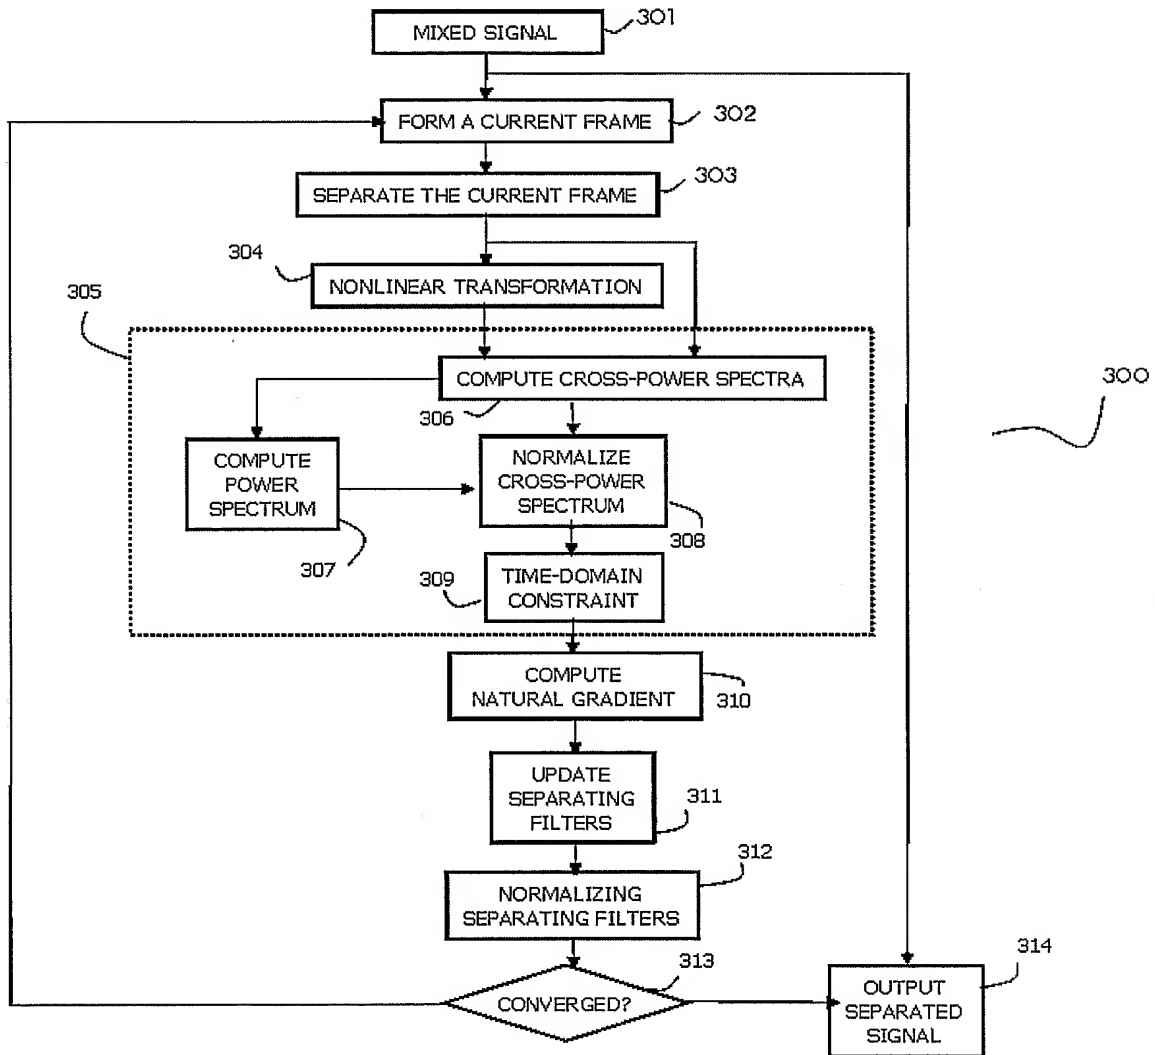 MIXED SIGNAL
301
FORM A CURRENT FRAME
302
SEPARATE THE CURRENT FRAME
303
304
NONLINEAR TRANSFORMATION
305
COMPUTE CROSS-POWER SPECTRA
306
300
COMPUTE
POWER
SPECTRUM
307
NORMALIZE
CROSS-POWER
SPECTRUM
308
309
TIME-DOMAIN
CONSTRAINT
COMPUTE
NATURAL GRADIENT
310
UPDATE
SEPARATING
FILTERS
311
312
NORMALIZING
SEPARATING FILTERS
313
CONVERGED?
314
OUTPUT
SEPARATED
SIGNAL